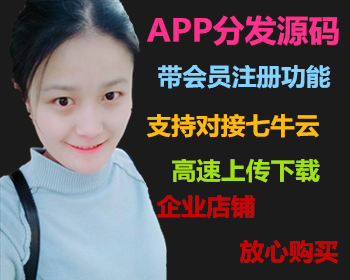 APP分发源码
带会员注册功能
支持对接七牛云
高速上传下载
企业店铺
放心购买